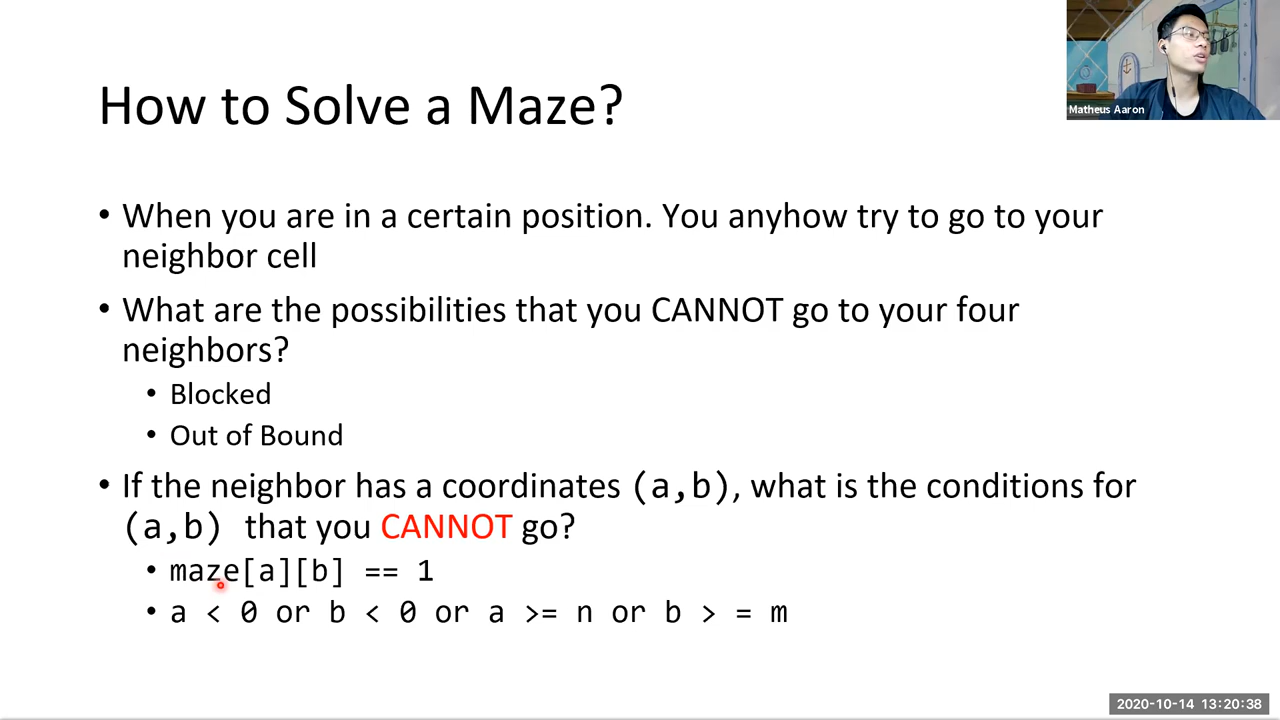 How to Solve a Maze?
Matheus Aaron
• When you are in a certain position. You anyhow try to go to your
neighbor cell
• What are the possibilities that you CANNOT go to your four
neighbors?
• Blocked
• Out of Bound
• If the neighbor has a coordinates (a,b), what is the conditions for
(a,b) that you CANNOT go?
• maze[a][b] == 1
• a < 0 or b < 0 or a >= n or b > = m
2020-10-14 13:20:38